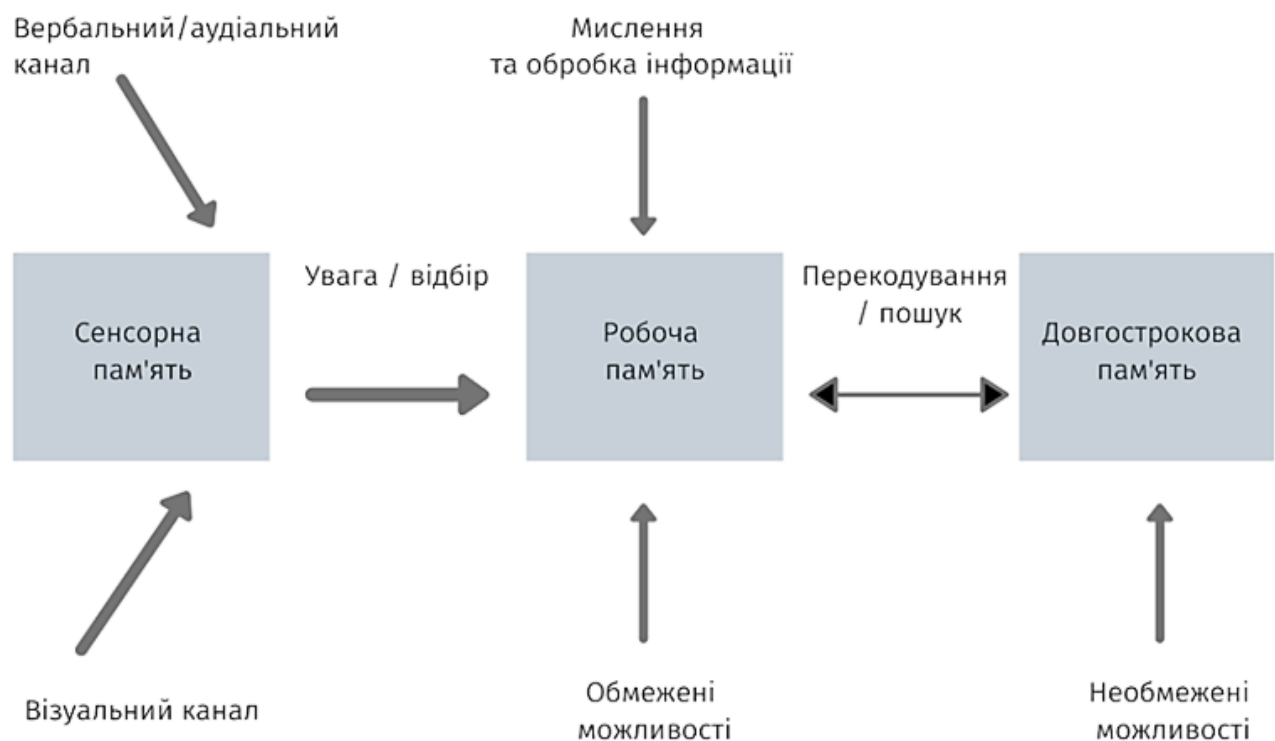 Вербальний/аудіальний
канал
Мислення
та обробка інформації
Увага / відбір
Перекодування
/ пошук
Сенсорна
пам'ять
Робоча
пам'ять
Довгострокова
пам'ять
Візуальний канал
Обмежені
можливості
Необмежені
можливості